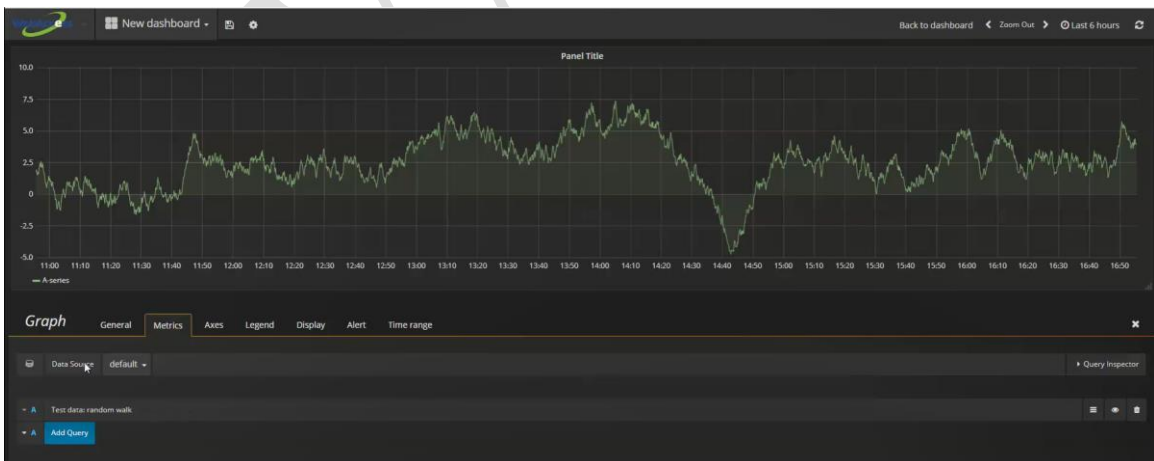 New dashboard
Back to dashboard Zoom Out Last 6 hours
Panel Title
10.0
7.5
5.0
2.5
0
-2.5
-5.0
11:00 11:10 11:20 11:30 11:40 11:50 12:00 12:10 12:20 12:30 12:40 12:50 13:00 13:10 13:20 13:30 13:40 13:50 14:00 14:10 14:20 14:30 14:40 14:50 15:00 15:10 15:20 15:30 15:40 15:50 16:00 16:10 16:20 16:30 16:40 16:50
A-series
Graph General Metrics Axes Legend Display Alert Time range
Data Source default Query Inspector
A Test data: random walk
A Add Query